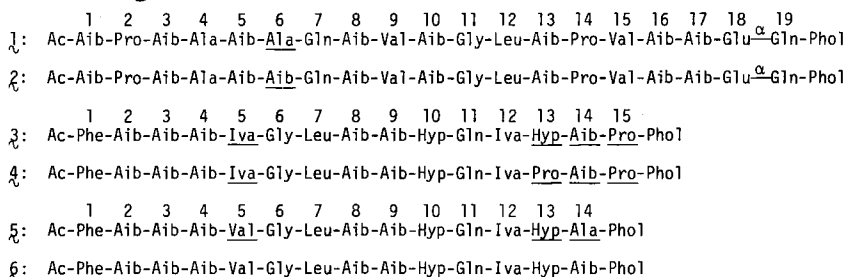 1 2 3 4 5 6 7 8 9 10 11 12 13 14 15 16 17 18 19
1: Ac-Aib-Pro-Aib-Ala-Aib-Ala-Gln-Aib-Val-Aib-Gly-Leu-Aib-Pro-Val-Aib-Aib-Glu-α-Gln-Phol
2: Ac-Aib-Pro-Aib-Ala-Aib-Aib-Gln-Aib-Val-Aib-Gly-Leu-Aib-Pro-Val-Aib-Aib-Glu-α-Gln-Phol
1 2 3 4 5 6 7 8 9 10 11 12 13 14 15
3: Ac-Phe-Aib-Aib-Aib-Iva-Gly-Leu-Aib-Aib-Hyp-Gln-Iva-Hyp-Aib-Pro-Phol
4: Ac-Phe-Aib-Aib-Aib-Iva-Gly-Leu-Aib-Aib-Hyp-Gln-Iva-Pro-Aib-Pro-Phol
1 2 3 4 5 6 7 8 9 10 11 12 13 14
5: Ac-Phe-Aib-Aib-Aib-Val-Gly-Leu-Aib-Aib-Hyp-Gln-Iva-Hyp-Ala-Phol
6: Ac-Phe-Aib-Aib-Aib-Val-Gly-Leu-Aib-Aib-Hyp-Gln-Iva-Hyp-Aib-Phol